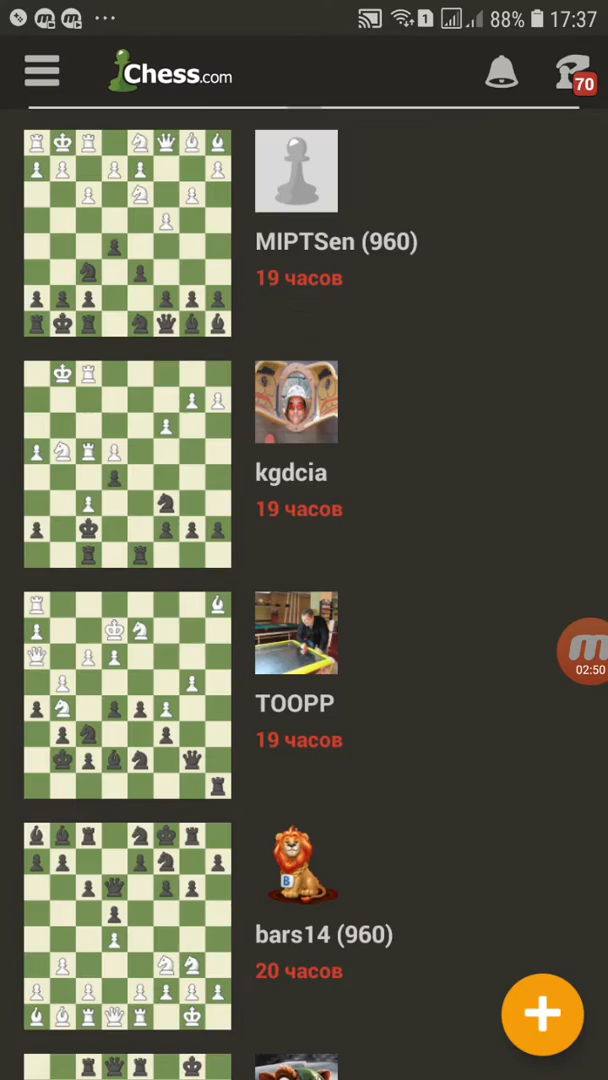 1 88% 17:37
Chess.com
70
MIPTSen (960)
19 часов
kgdcia
19 часов
02:50
TOOPP
19 часов
B
bars14 (960)
20 часов